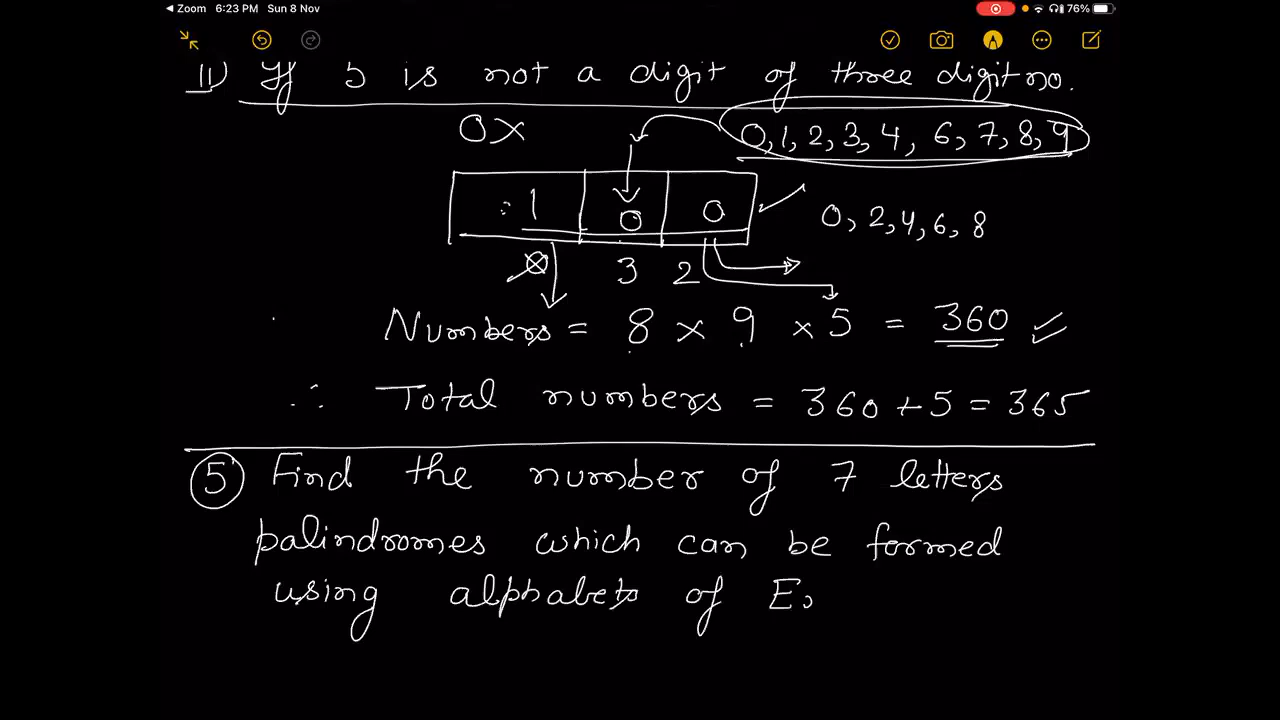 Zoom 6:23 PM Sun 8 Nov 76%
11) If 5 is not a digit of three digit no.
0× 0,1,2,3,4, 6,7,8,9
1 0 0 0,2,4,6,8
3 2
Numbers = 8 × 9 × 5 = 360
∴ Total numbers = 360 + 5 = 365
5 Find the number of 7 letters
palindromes which can be formed
using alphabets of E,